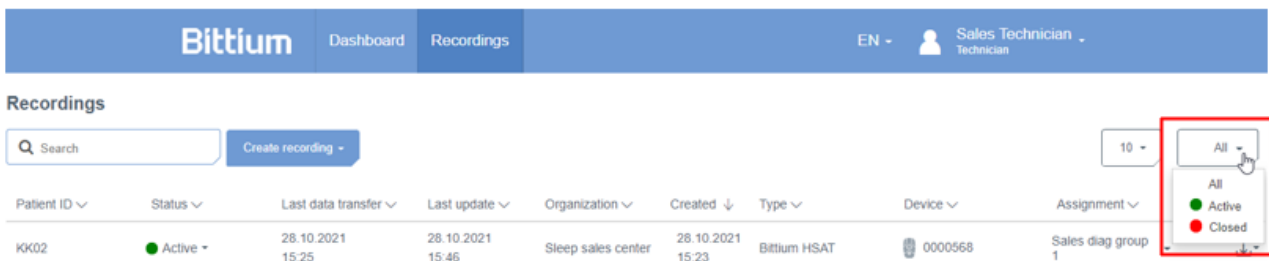 Bittium Dashboard Recordings EN Sales Technician
Technician
Recordings
Search Create recording 10 All
All
Active
Closed
Patient ID Status Last data transfer Last update Organization Created Type Device Assignment
KK02 Active 28.10.2021 28.10.2021 Sleep sales center 28.10.2021 Bittium HSAT 0000568 Sales diag group
15:25 15:46 15:23 1